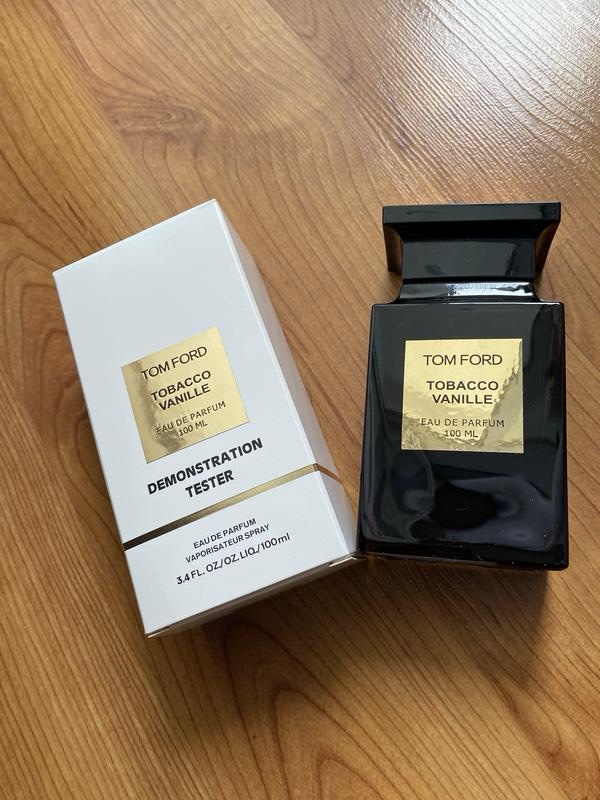 TOM FORD
TOBACCO
VANILLE
EAU DE PARFUM
100 ML
DEMONSTRATION
TESTER
EAU DE PARFUM
VAPORISATEUR SPRAY
3.4 FL. OZ./OZ. LIQ./100ml
TOM FORD
TOBACCO
VANILLE
EAU DE PARFUM
100 ML